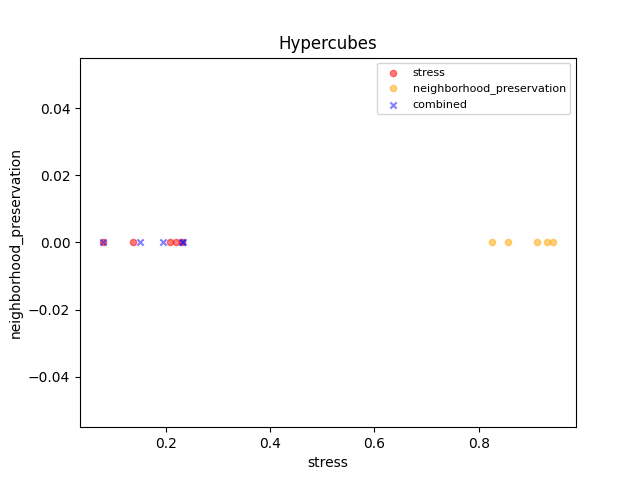 Hypercubes
stress
neighborhood_preservation
combined
0.04
0.02
0.00
−0.02
−0.04
neighborhood_preservation
0.2
0.4
0.6
0.8
stress